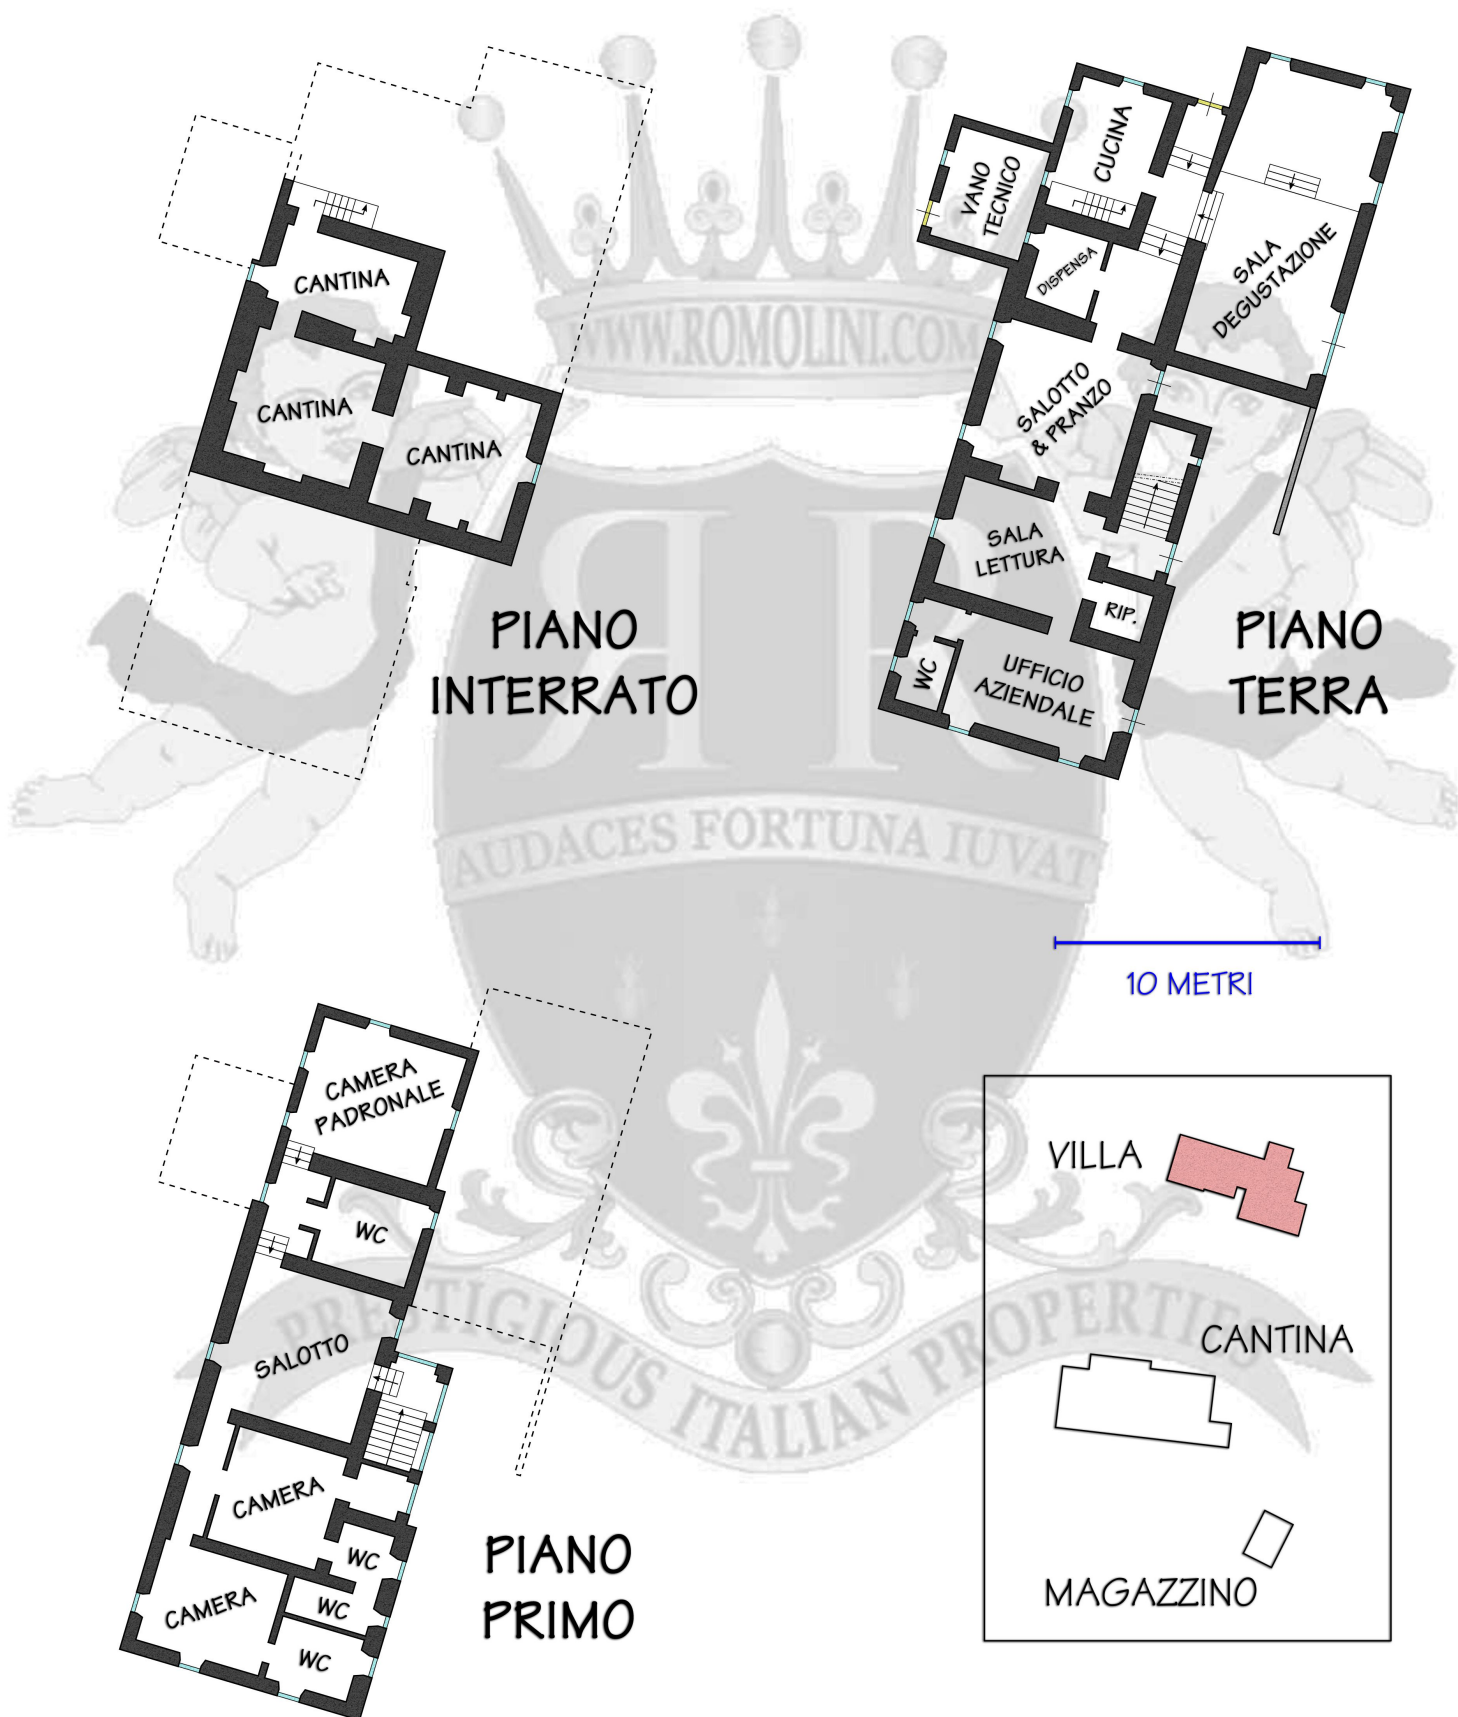 CANTINA
CANTINA
CANTINA
PIANO
INTERRATO
CUCINA
VANO
TECNICO
DISPENSA
SALA
DEGUSTAZIONE
SALOTTO
& PRANZO
SALA
LETTURA
RIP.
WC
UFFICIO
AZIENDALE
PIANO
TERRA
WWW.ROMOLINI.COM
R R
AUDACES FORTUNA IUVAT
PRESTIGIOUS ITALIAN PROPERTIES
10 METRI
CAMERA
PADRONALE
WC
SALOTTO
CAMERA
WC
WC
CAMERA
WC
PIANO
PRIMO
VILLA
CANTINA
MAGAZZINO